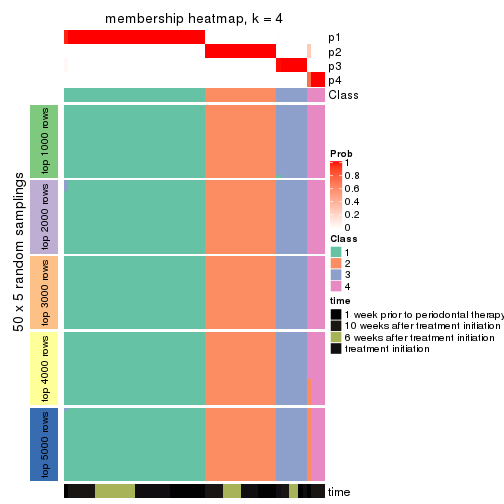 membership heatmap, k = 4
p1
p2
p3
p4
Class
50 x 5 random samplings
top 1000 rows
top 2000 rows
top 3000 rows
top 4000 rows
top 5000 rows
time
Prob
1
0.8
0.6
0.4
0.2
0
Class
1
2
3
4
time
1 week prior to periodontal therapy
10 weeks after treatment initiation
6 weeks after treatment initiation
treatment initiation